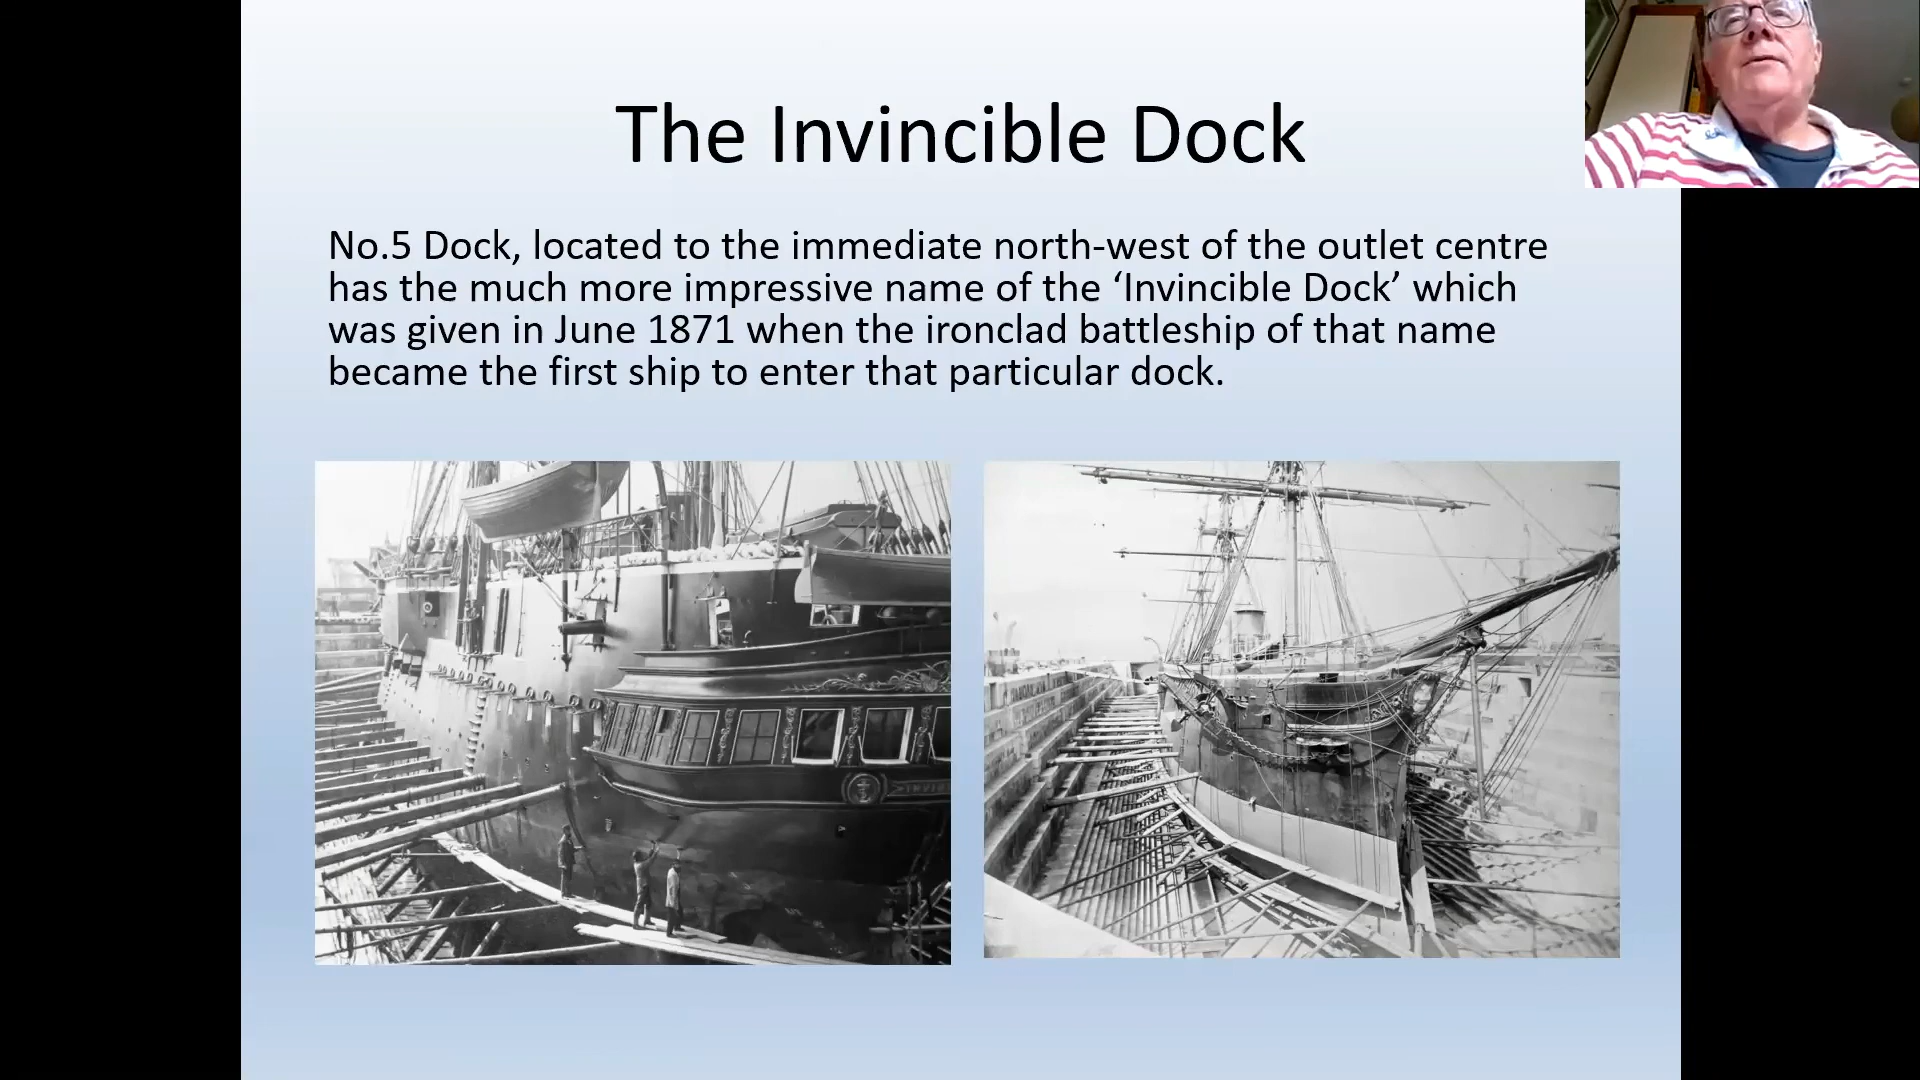 The Invincible Dock
No.5 Dock, located to the immediate north-west of the outlet centre
has the much more impressive name of the ‘Invincible Dock’ which
was given in June 1871 when the ironclad battleship of that name
became the first ship to enter that particular dock.